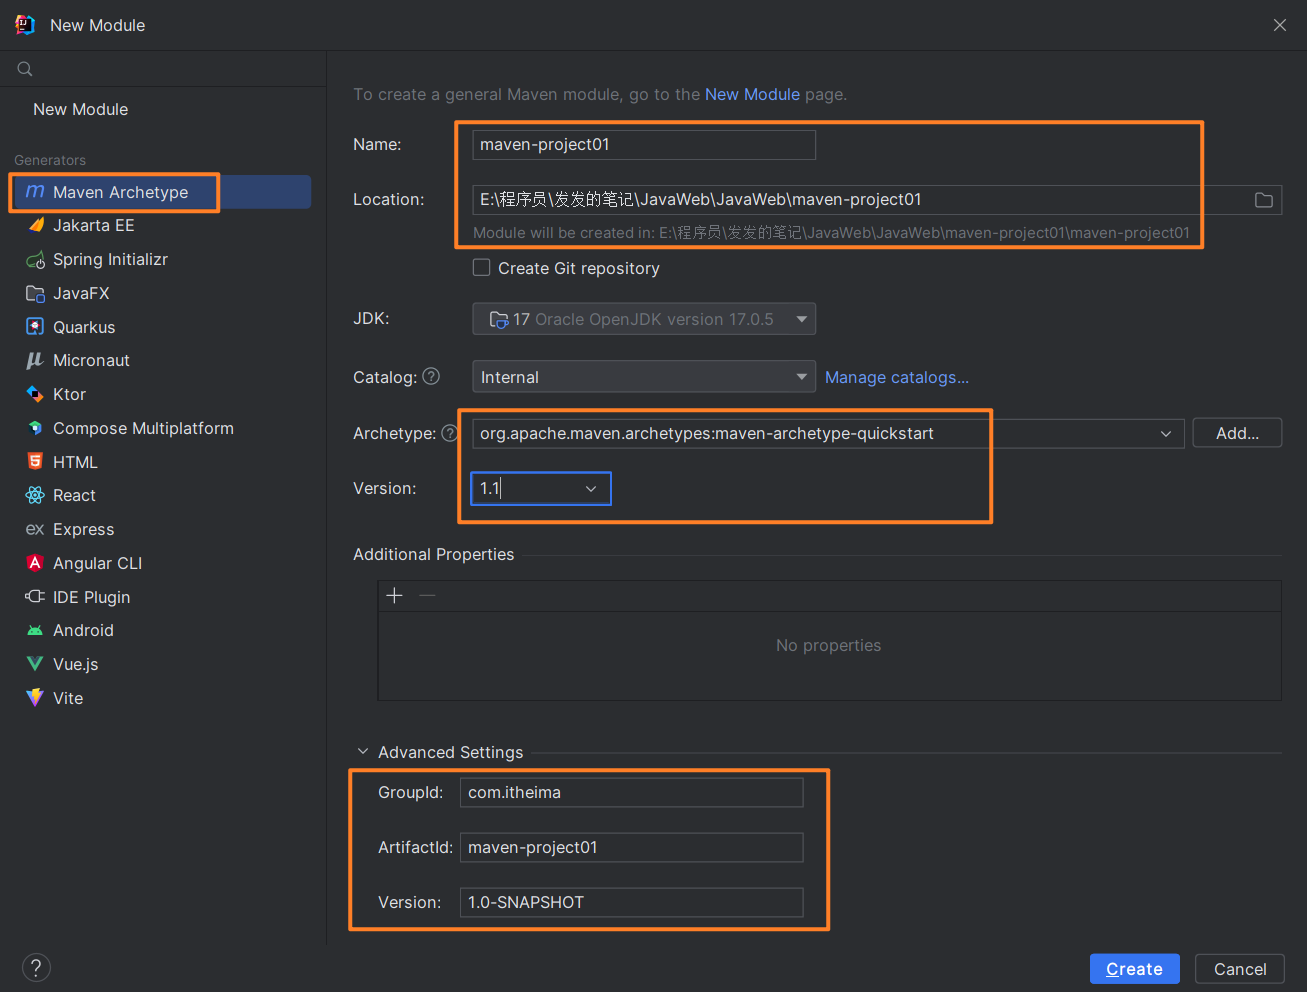 New Module
New Module
Generators
Maven Archetype
Jakarta EE
Spring Initializr
JavaFX
Quarkus
Micronaut
Ktor
Compose Multiplatform
HTML
React
ex Express
Angular CLI
IDE Plugin
Android
Vue.js
Vite
To create a general Maven module, go to the New Module page.
Name: maven-project01
Location: E:\程序员\发发的笔记\JavaWeb\JavaWeb\maven-project01
Module will be created in: E:\程序员\发发的笔记\JavaWeb\JavaWeb\maven-project01\maven-project01
Create Git repository
JDK: 17 Oracle OpenJDK version 17.0.5
Catalog: ? Internal Manage catalogs...
Archetype: ? org.apache.maven.archetypes:maven-archetype-quickstart Add...
Version: 1.1
Additional Properties
No properties
Advanced Settings
GroupId: com.itheima
ArtifactId: maven-project01
Version: 1.0-SNAPSHOT
? Create Cancel